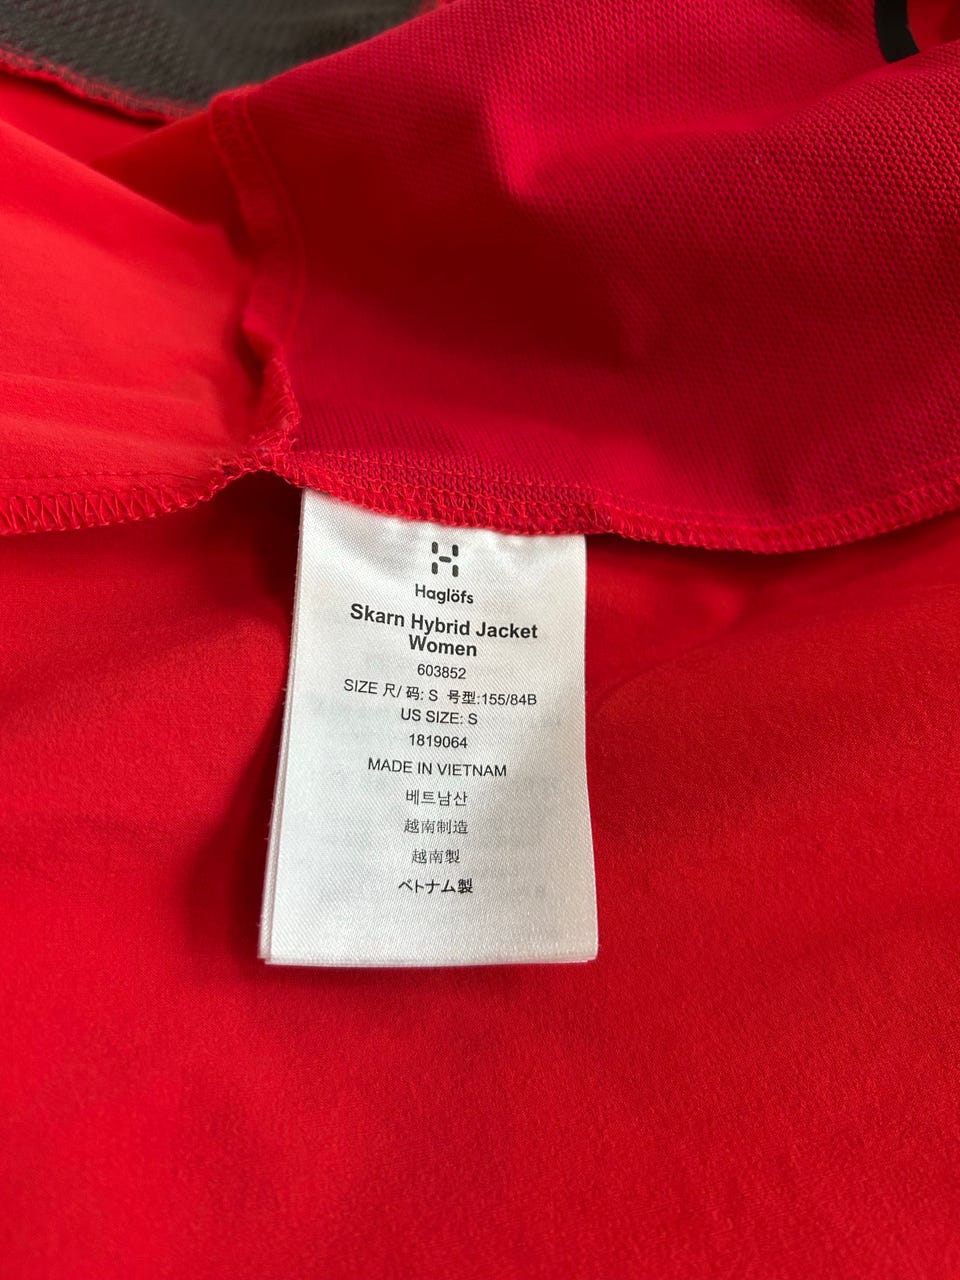 Haglöfs
Skarn Hybrid Jacket
Women
603852
SIZE 尺/ 码: S 号型:155/84B
US SIZE: S
1819064
MADE IN VIETNAM
베트남산
越南制造
越南製
ベトナム製